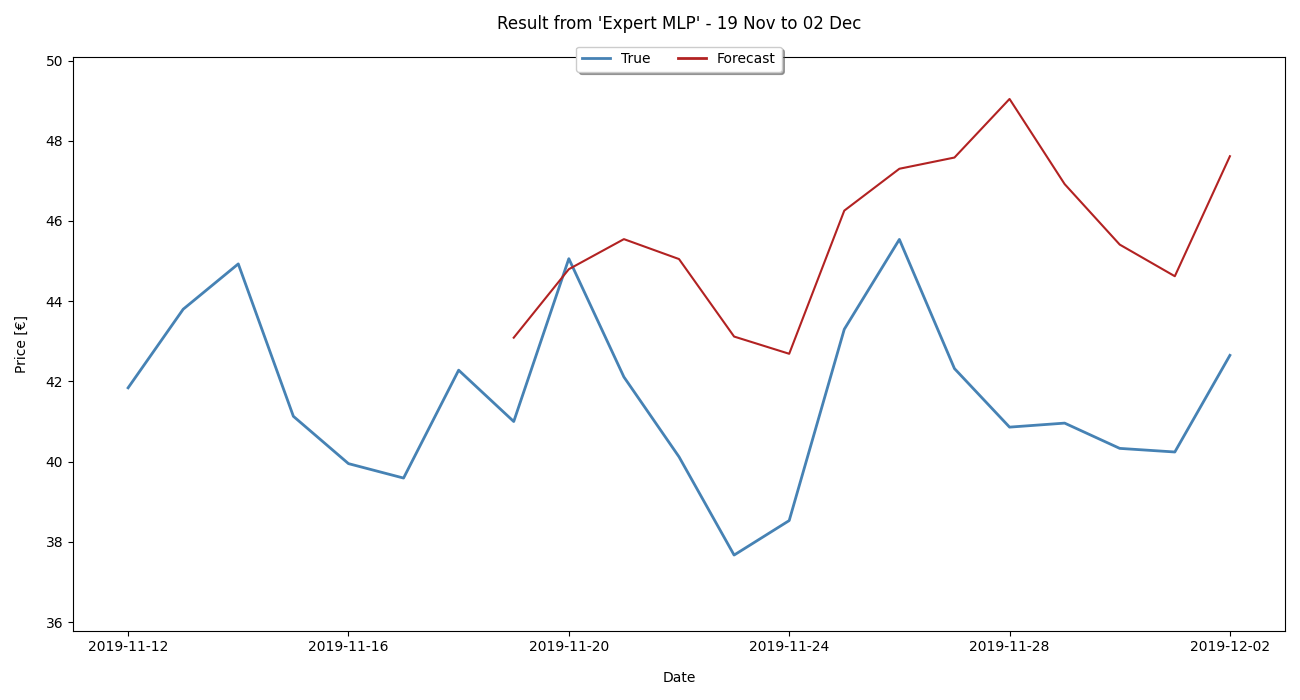 Result from 'Expert MLP' - 19 Nov to 02 Dec
True Forecast
50
48
46
44
42
40
38
36
Price [€]
2019-11-12 2019-11-16 2019-11-20 2019-11-24 2019-11-28 2019-12-02
Date